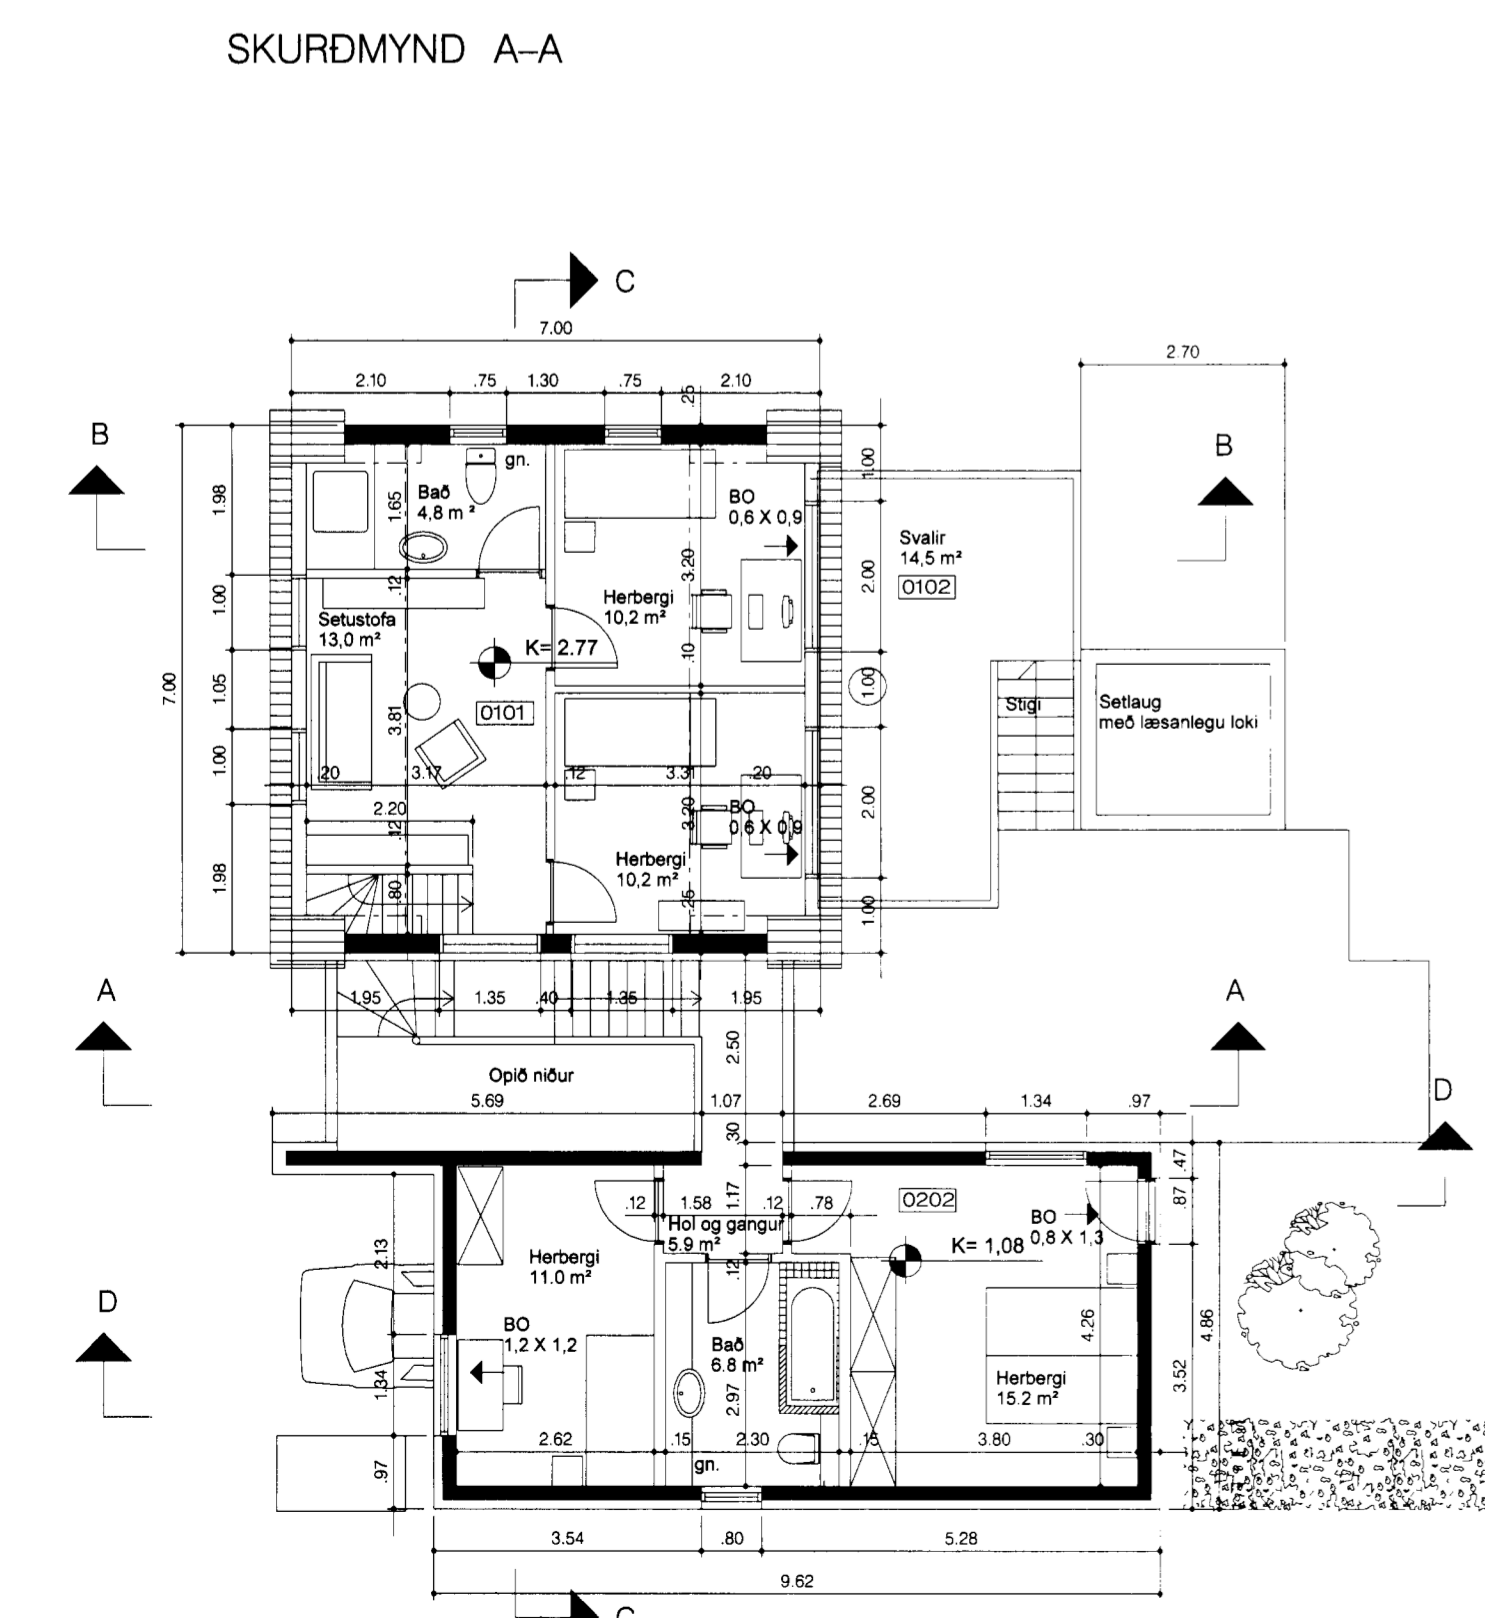 SKURÐMYND A–A
C
7.00
2.70
2.10
.75
1.30
.75
2.10
.25
B
B
1.98
1.00
1.05
1.00
1.98
7.00
gn.
Bað
4,8 m²
1.65
.12
BO
0,6 X 0,9
3.20
Herbergi
10,2 m²
1.00
2.00
1.00
2.00
1.00
Svalir
14,5 m²
0102
Setustofa
13,0 m²
K= 2.77
.10
0101
3.81
Stigi
Setlaug
með læsanlegu loki
.20
3.17
.12
3.31
.20
2.20
.12
3.20
BO
0,6 X 0,9
Herbergi
10,2 m²
.80
.25
A
A
1.95
1.35
.40
1.35
1.95
2.50
Opið niður
D
5.69
1.07
2.69
1.34
.97
.30
.47
.87
.12
1.58
1.17
.12
.78
0202
Hol og gangur
5.9 m²
BO
0,8 X 1,3
K= 1,08
Herbergi
11.0 m²
2.13
.12
D
BO
1,2 X 1,2
Bað
6.8 m²
4.26
4.86
3.52
1.34
2.97
Herbergi
15.2 m²
2.62
.15
2.30
.15
3.80
.30
.97
gn.
3.54
.80
5.28
9.62
C